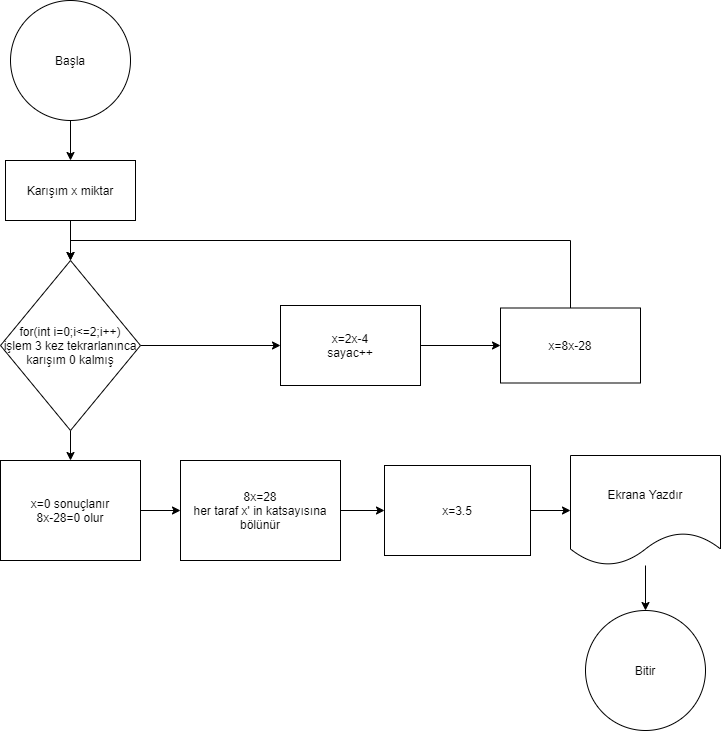 Başla
Karışım x miktar
for(int i=0;i<=2;i++)
işlem 3 kez tekrarlanınca
karışım 0 kalmış
x=2x-4
sayac++
x=8x-28
x=0 sonuçlanır
8x-28=0 olur
8x=28
her taraf x' in katsayısına
bölünür
x=3.5
Ekrana Yazdır
Bitir